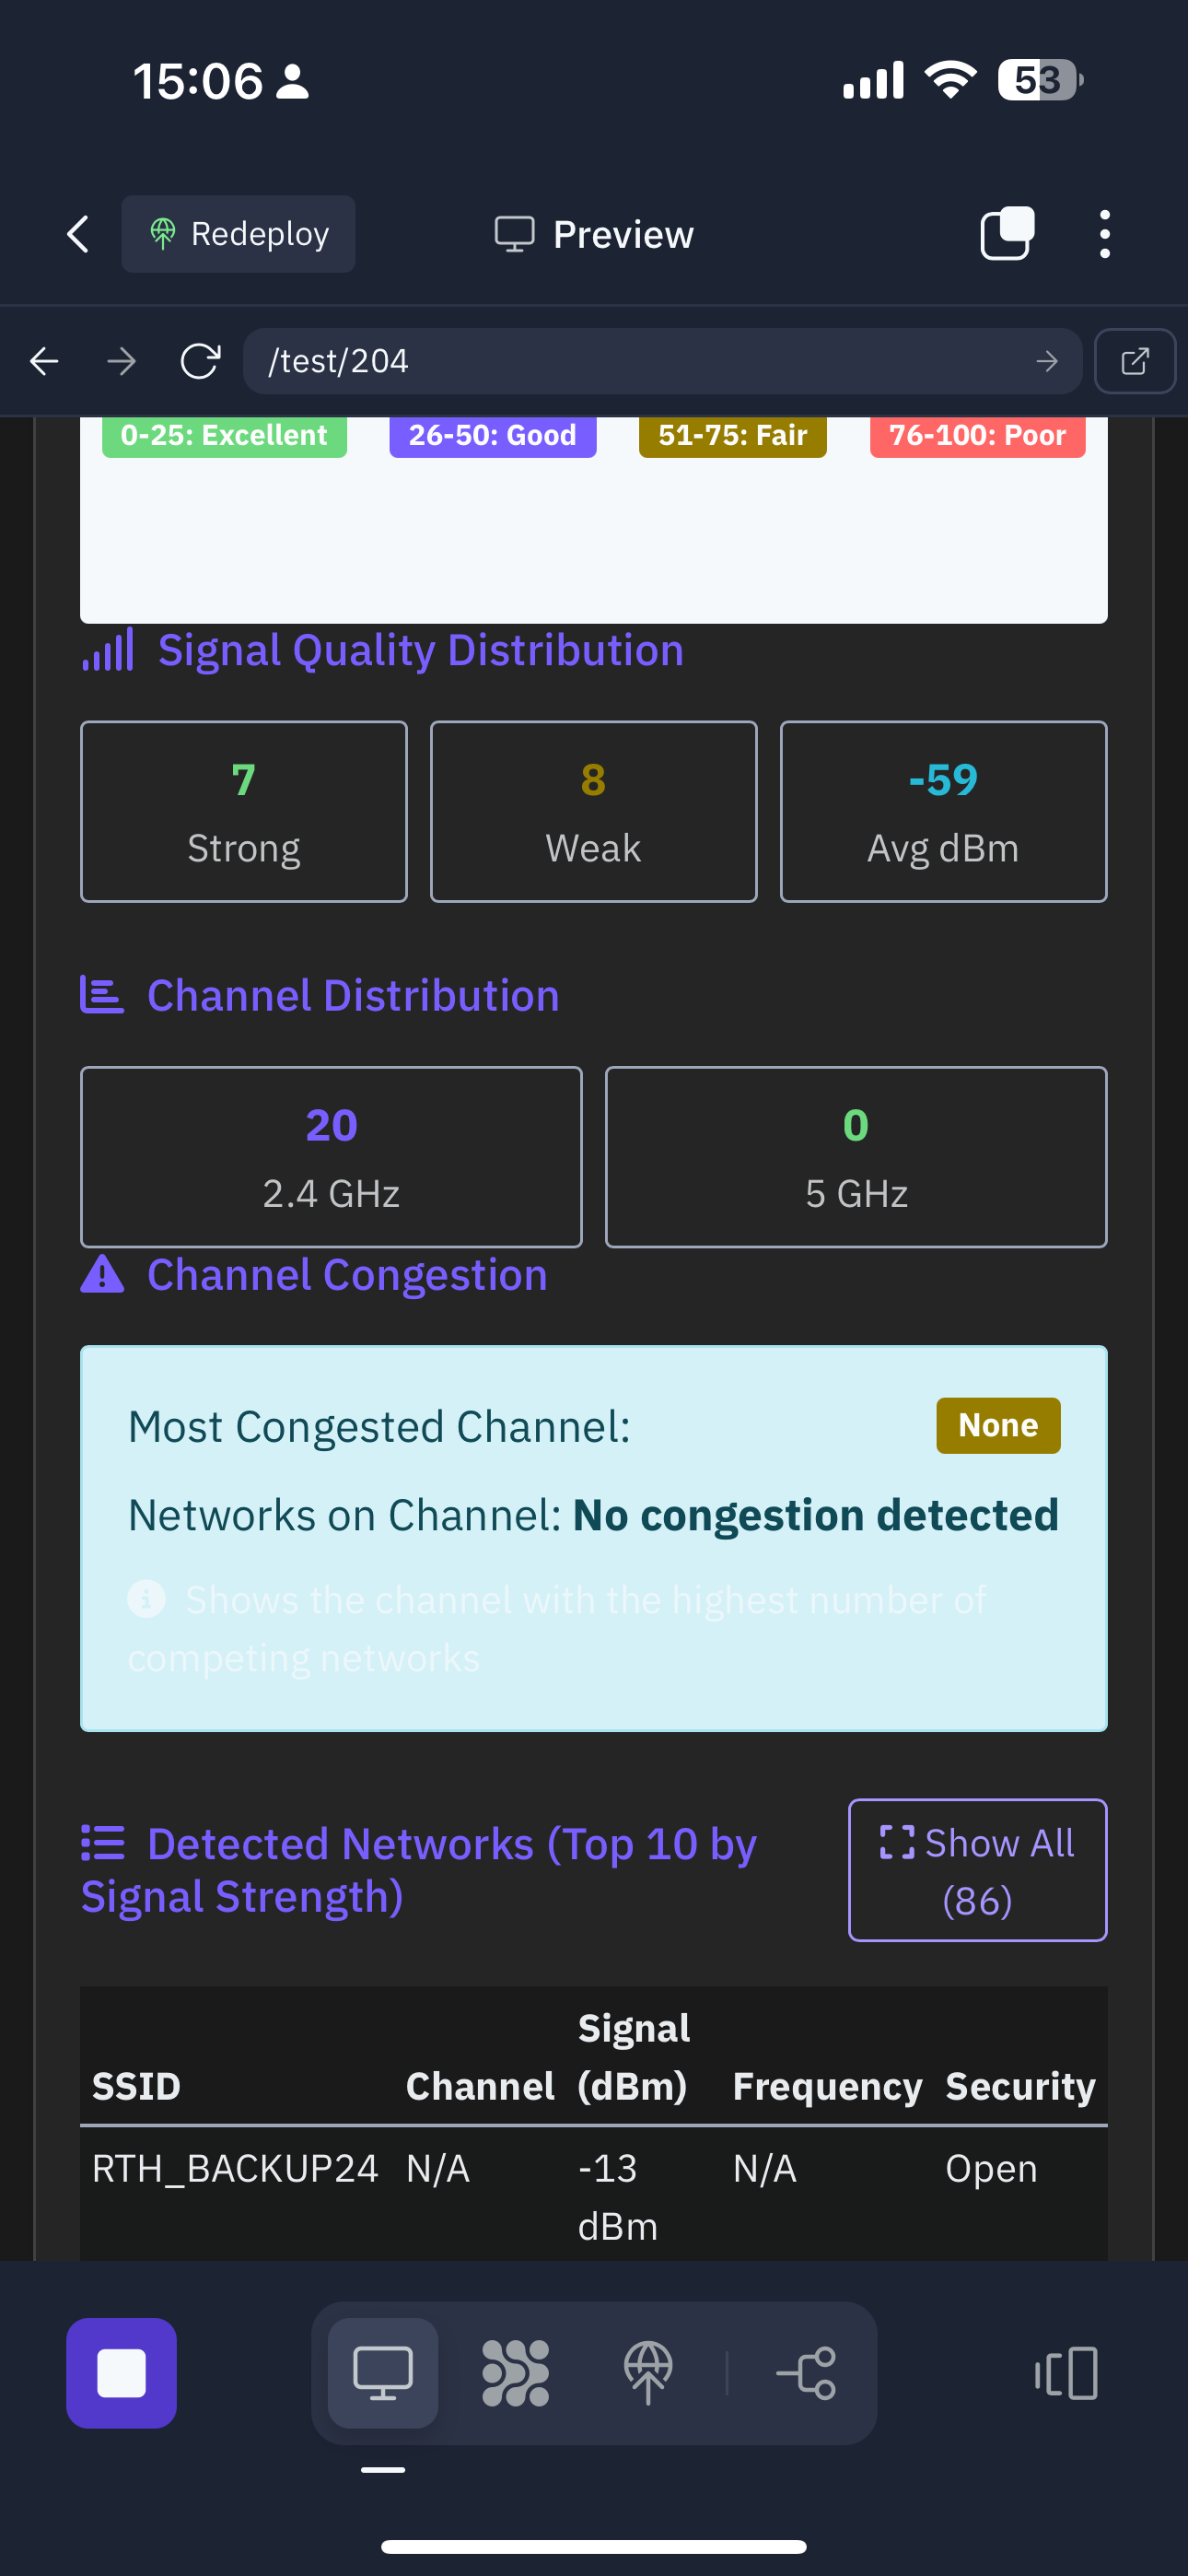 15:06
53
Redeploy
Preview
/test/204
0-25: Excellent 26-50: Good 51-75: Fair 76-100: Poor
Signal Quality Distribution
7
Strong
8
Weak
-59
Avg dBm
Channel Distribution
20
2.4 GHz
0
5 GHz
Channel Congestion
Most Congested Channel: None
Networks on Channel: No congestion detected
Shows the channel with the highest number of
competing networks
Detected Networks (Top 10 by
Signal Strength)
Show All
(86)
SSID Channel Signal
(dBm) Frequency Security
RTH_BACKUP24 N/A -13
dBm N/A Open